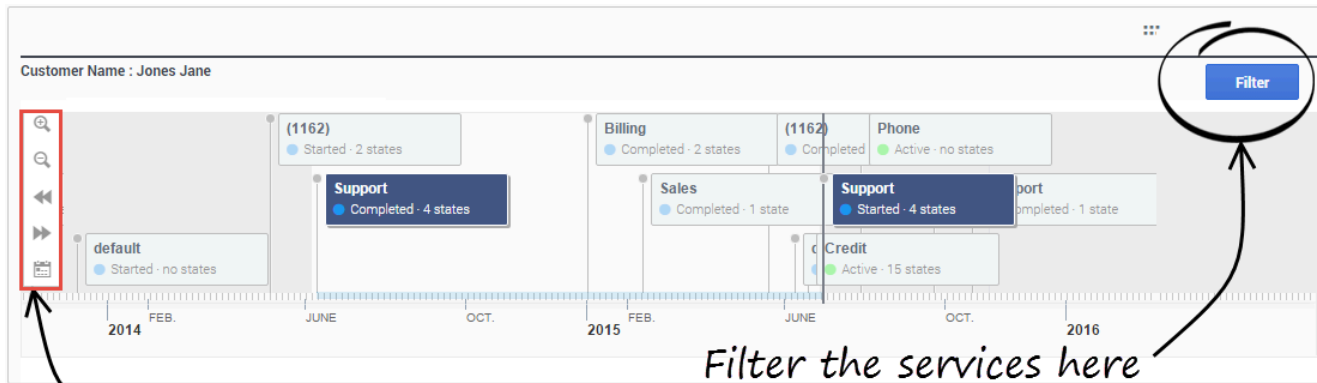 Customer Name : Jones Jane
Filter
(1162)
Started · 2 states
Billing
Completed · 2 states
(1162)
Completed
Phone
Active · no states
Support
Completed · 4 states
Sales
Completed · 1 state
Support
Started · 4 states
port
ompleted · 1 state
default
Started · no states
Credit
Active · 15 states
2014
FEB.
JUNE
OCT.
2015
FEB.
JUNE
OCT.
2016
Filter the services here